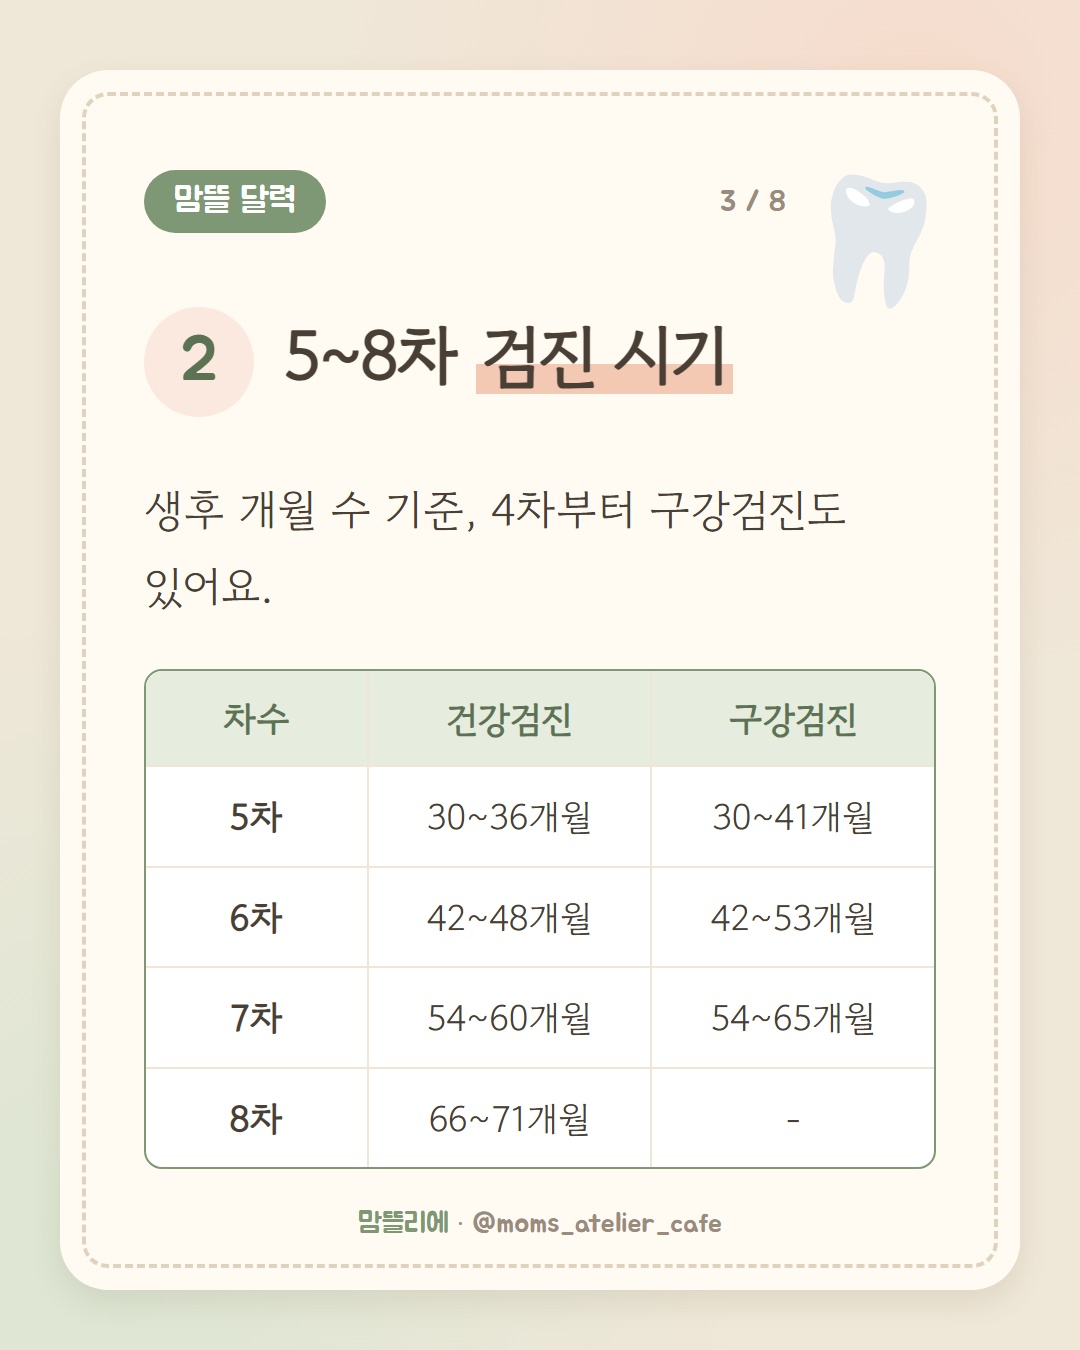 맘뜰 달력
3 / 8
2
5~8차 검진 시기
생후 개월 수 기준, 4차부터 구강검진도
있어요.
차수 건강검진 구강검진
5차 30~36개월 30~41개월
6차 42~48개월 42~53개월
7차 54~60개월 54~65개월
8차 66~71개월 -
맘뜰리에 · @moms_atelier_cafe